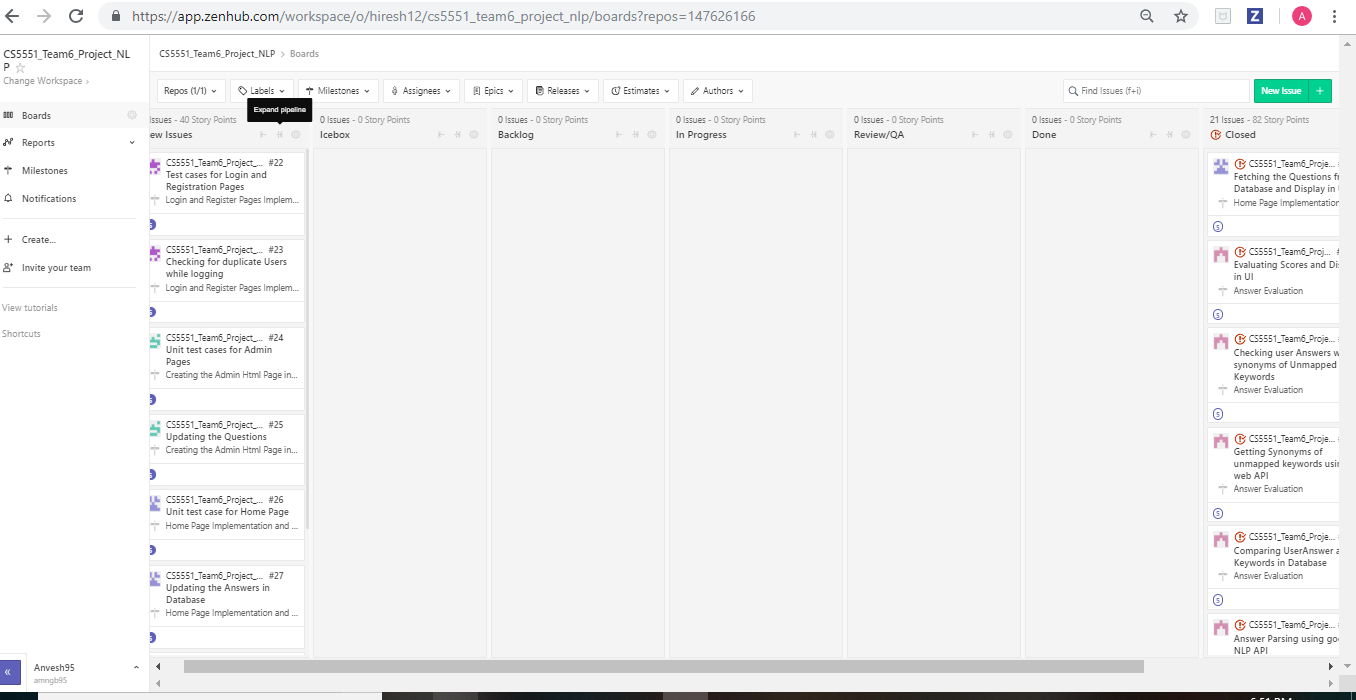 https://app.zenhub.com/workspace/o/hiresh12/cs5551_team6_project_nlp/boards?repos=147626166
Z
A
CS5551_Team6_Project_NL
P
Change Workspace
Boards
Reports
Milestones
Notifications
Create...
Invite your team
View tutorials
Shortcuts
Anvesh95
amngb95
CS5551_Team6_Project_NLP > Boards
Repos (1/1)
Labels
Milestones
Assignees
Epics
Releases
Estimates
Authors
Find Issues (f+i)
New Issue
+
Expand pipeline
Issues - 40 Story Points
ew Issues
CS5551_Team6_Project_... #22
Test cases for Login and
Registration Pages
Login and Register Pages Implem...
CS5551_Team6_Project_... #23
Checking for duplicate Users
while logging
Login and Register Pages Implem...
CS5551_Team6_Project_... #24
Unit test cases for Admin
Pages
Creating the Admin Html Page in...
CS5551_Team6_Project_... #25
Updating the Questions
Creating the Admin Html Page in...
CS5551_Team6_Project_... #26
Unit test case for Home Page
Home Page Implementation and ...
CS5551_Team6_Project_... #27
Updating the Answers in
Database
Home Page Implementation and ...
0 Issues - 0 Story Points
Icebox
0 Issues - 0 Story Points
Backlog
0 Issues - 0 Story Points
In Progress
0 Issues - 0 Story Points
Review/QA
0 Issues - 0 Story Points
Done
21 Issues - 82 Story Points
Closed
CS5551_Team6_Proje...
Fetching the Questions fr
Database and Display in
Home Page Implementation
5
CS5551_Team6_Proj...
Evaluating Scores and Dis
in UI
Answer Evaluation
5
CS5551_Team6_Proje...
Checking user Answers w
synonyms of Unmapped
Keywords
Answer Evaluation
5
CS5551_Team6_Proje...
Getting Synonyms of
unmapped keywords usin
web API
Answer Evaluation
5
CS5551_Team6_Proje...
Comparing UserAnswer a
Keywords in Database
Answer Evaluation
5
CS5551_Team6_Proje...
Answer Parsing using goo
NLP API